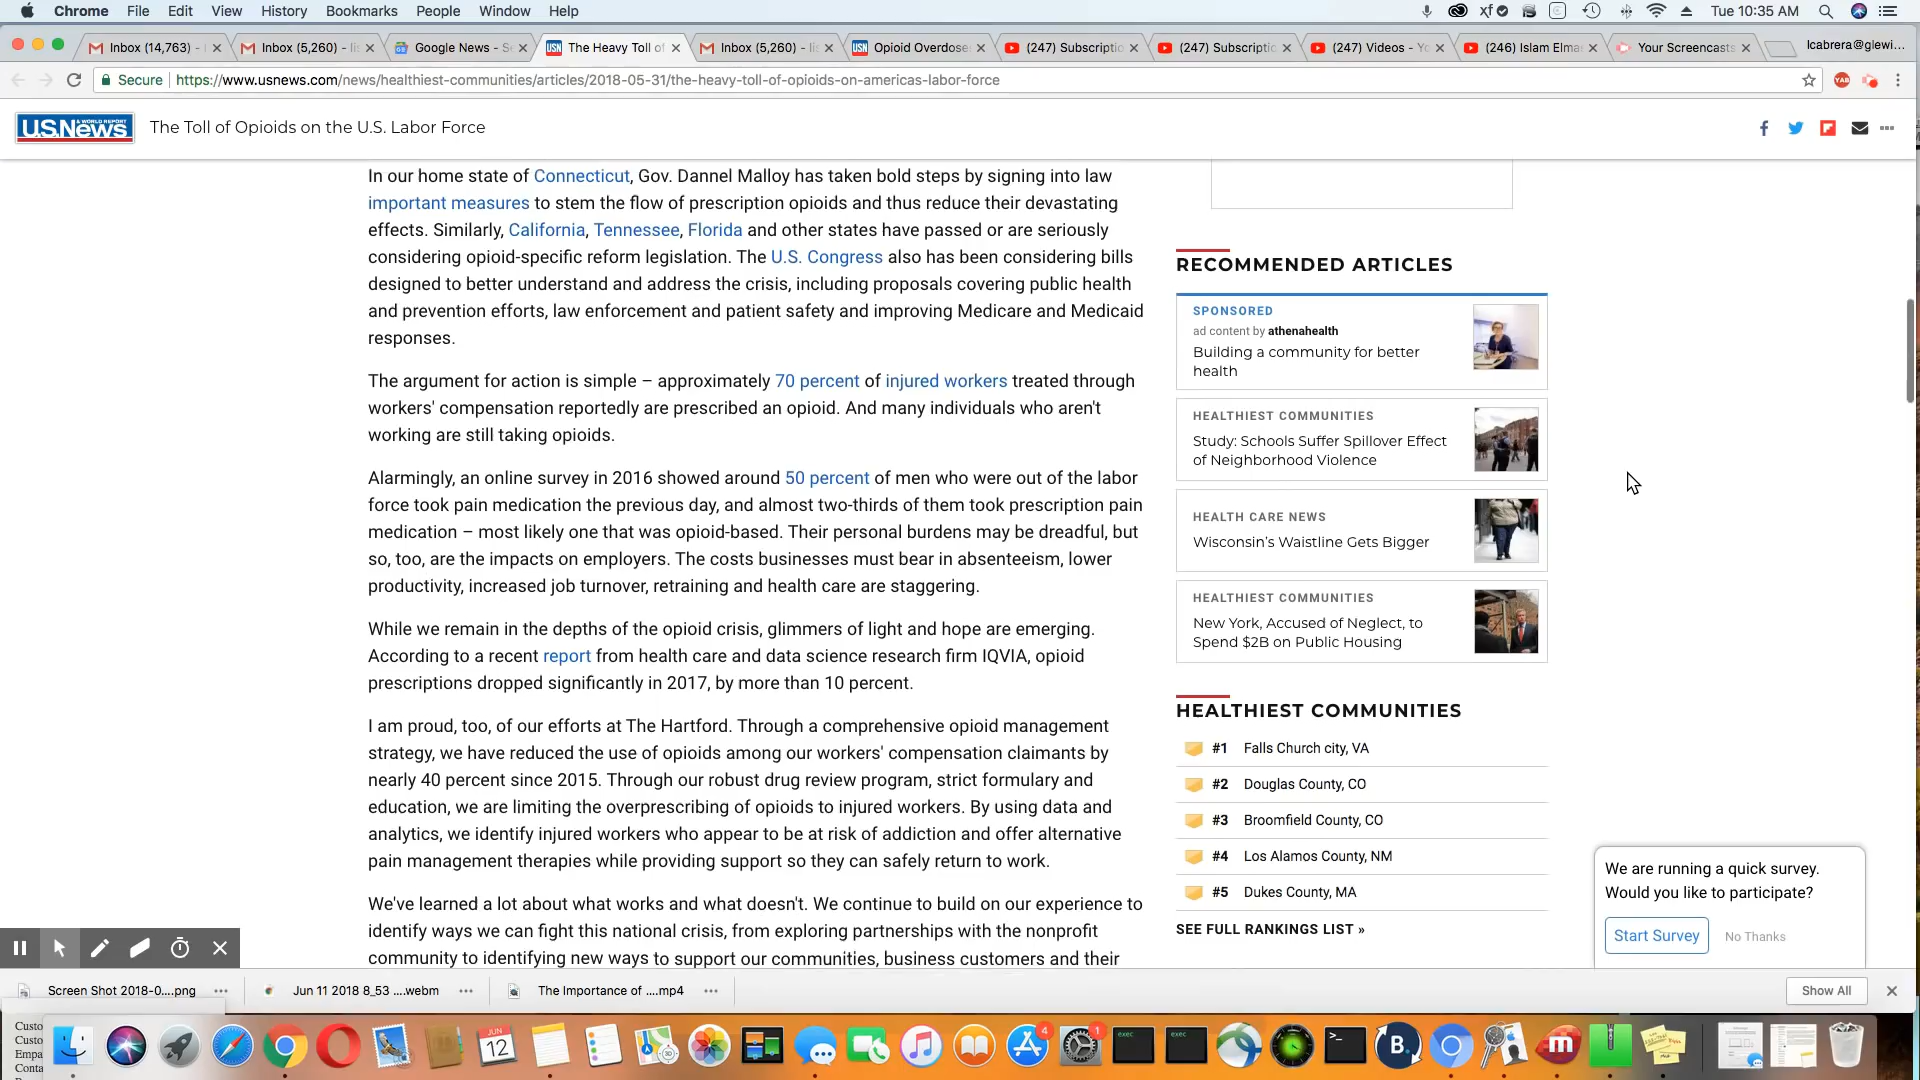 Chrome File Edit View History Bookmarks People Window Help
Tue 10:35 AM
Inbox (14,763) -
Inbox (5,260) - li
Google News - Se
The Heavy Toll of
Inbox (5,260) - li
Opioid Overdose
(247) Subscriptio
(247) Subscriptio
(247) Videos - Yo
(246) Islam Elma
Your Screencasts
lcabrera@glewi...
Secure https://www.usnews.com/news/healthiest-communities/articles/2018-05-31/the-heavy-toll-of-opioids-on-americas-labor-force
YAB
U.S.News
& WORLD REPORT
The Toll of Opioids on the U.S. Labor Force
In our home state of Connecticut, Gov. Dannel Malloy has taken bold steps by signing into law
important measures to stem the flow of prescription opioids and thus reduce their devastating
effects. Similarly, California, Tennessee, Florida and other states have passed or are seriously
considering opioid-specific reform legislation. The U.S. Congress also has been considering bills
designed to better understand and address the crisis, including proposals covering public health
and prevention efforts, law enforcement and patient safety and improving Medicare and Medicaid
responses.
The argument for action is simple – approximately 70 percent of injured workers treated through
workers' compensation reportedly are prescribed an opioid. And many individuals who aren't
working are still taking opioids.
Alarmingly, an online survey in 2016 showed around 50 percent of men who were out of the labor
force took pain medication the previous day, and almost two-thirds of them took prescription pain
medication – most likely one that was opioid-based. Their personal burdens may be dreadful, but
so, too, are the impacts on employers. The costs businesses must bear in absenteeism, lower
productivity, increased job turnover, retraining and health care are staggering.
While we remain in the depths of the opioid crisis, glimmers of light and hope are emerging.
According to a recent report from health care and data science research firm IQVIA, opioid
prescriptions dropped significantly in 2017, by more than 10 percent.
I am proud, too, of our efforts at The Hartford. Through a comprehensive opioid management
strategy, we have reduced the use of opioids among our workers' compensation claimants by
nearly 40 percent since 2015. Through our robust drug review program, strict formulary and
education, we are limiting the overprescribing of opioids to injured workers. By using data and
analytics, we identify injured workers who appear to be at risk of addiction and offer alternative
pain management therapies while providing support so they can safely return to work.
We've learned a lot about what works and what doesn't. We continue to build on our experience to
identify ways we can fight this national crisis, from exploring partnerships with the nonprofit
community to identifying new ways to support our communities, business customers and their
RECOMMENDED ARTICLES
SPONSORED
ad content by athenahealth
Building a community for better
health
HEALTHIEST COMMUNITIES
Study: Schools Suffer Spillover Effect
of Neighborhood Violence
HEALTH CARE NEWS
Wisconsin's Waistline Gets Bigger
HEALTHIEST COMMUNITIES
New York, Accused of Neglect, to
Spend $2B on Public Housing
HEALTHIEST COMMUNITIES
#1 Falls Church city, VA
#2 Douglas County, CO
#3 Broomfield County, CO
#4 Los Alamos County, NM
#5 Dukes County, MA
SEE FULL RANKINGS LIST »
We are running a quick survey.
Would you like to participate?
Start Survey No Thanks
Screen Shot 2018-0....png
Jun 11 2018 8_53 ....webm
The Importance of ....mp4
Show All
Custo
Custo
Empa
Conta
JUN
12
3D
4
1
exec
exec
B.
m